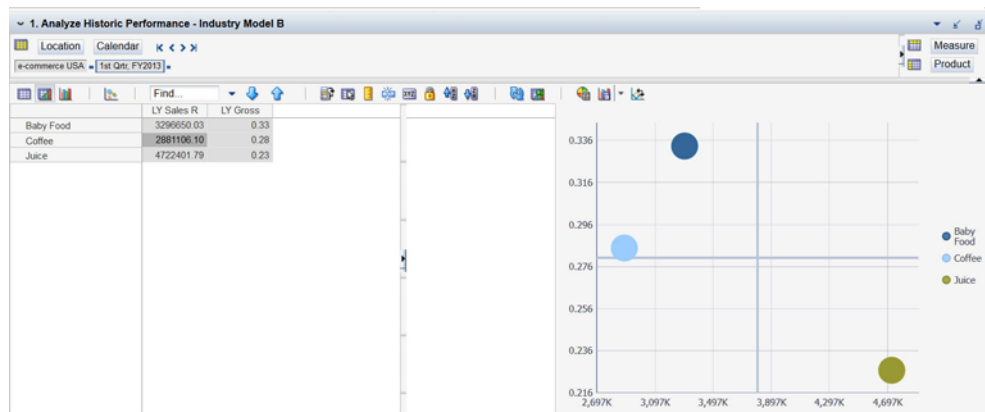 1. Analyze Historic Performance - Industry Model B
Location Calendar
Measure
e-commerce USA 1st Qrtr, FY2013
Product
Find...
LY Sales R LY Gross
Baby Food 3296650.03 0.33
Coffee 2881106.10 0.28
Juice 4722401.79 0.23
0.336
0.316
0.296
0.276
0.256
0.236
0.216
2,697K 3,097K 3,497K 3,897K 4,297K 4,697K
Baby
Food
Coffee
Juice